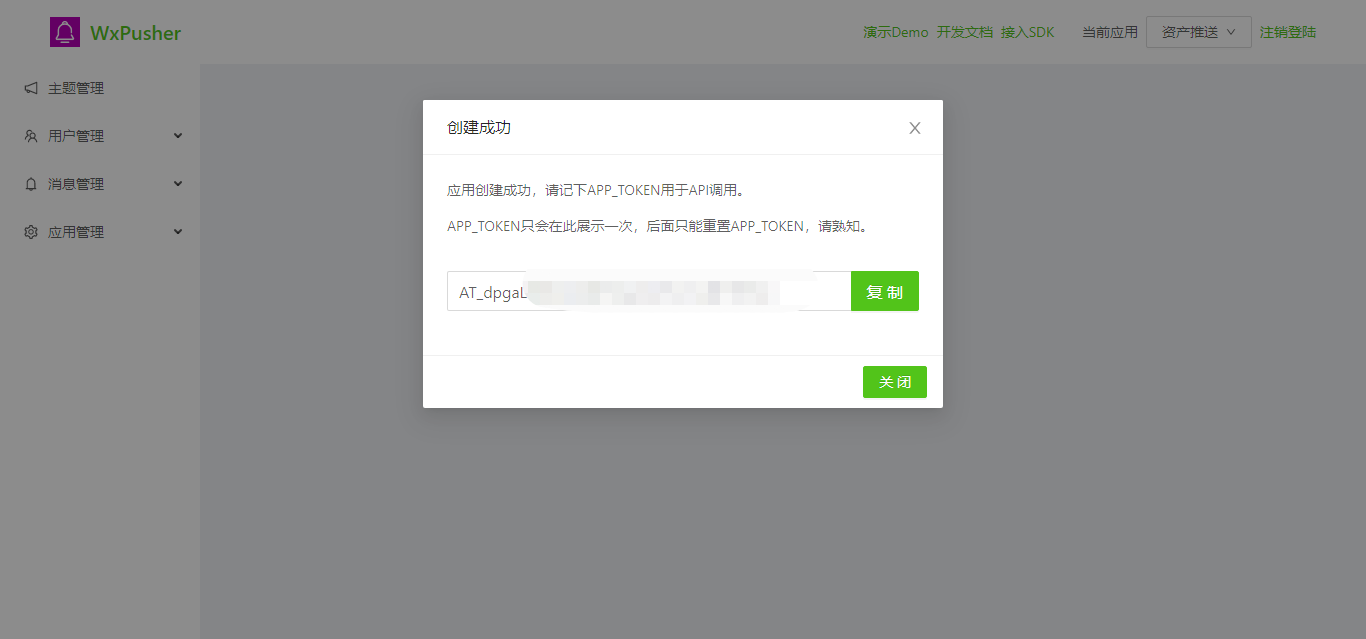 WxPusher
演示Demo 开发文档 接入SDK 当前应用 资产推送 注销登陆
主题管理
用户管理
消息管理
应用管理
创建成功
应用创建成功，请记下APP_TOKEN用于API调用。
APP_TOKEN只会在此展示一次，后面只能重置APP_TOKEN，请熟知。
AT_dpgaL
复 制
关 闭